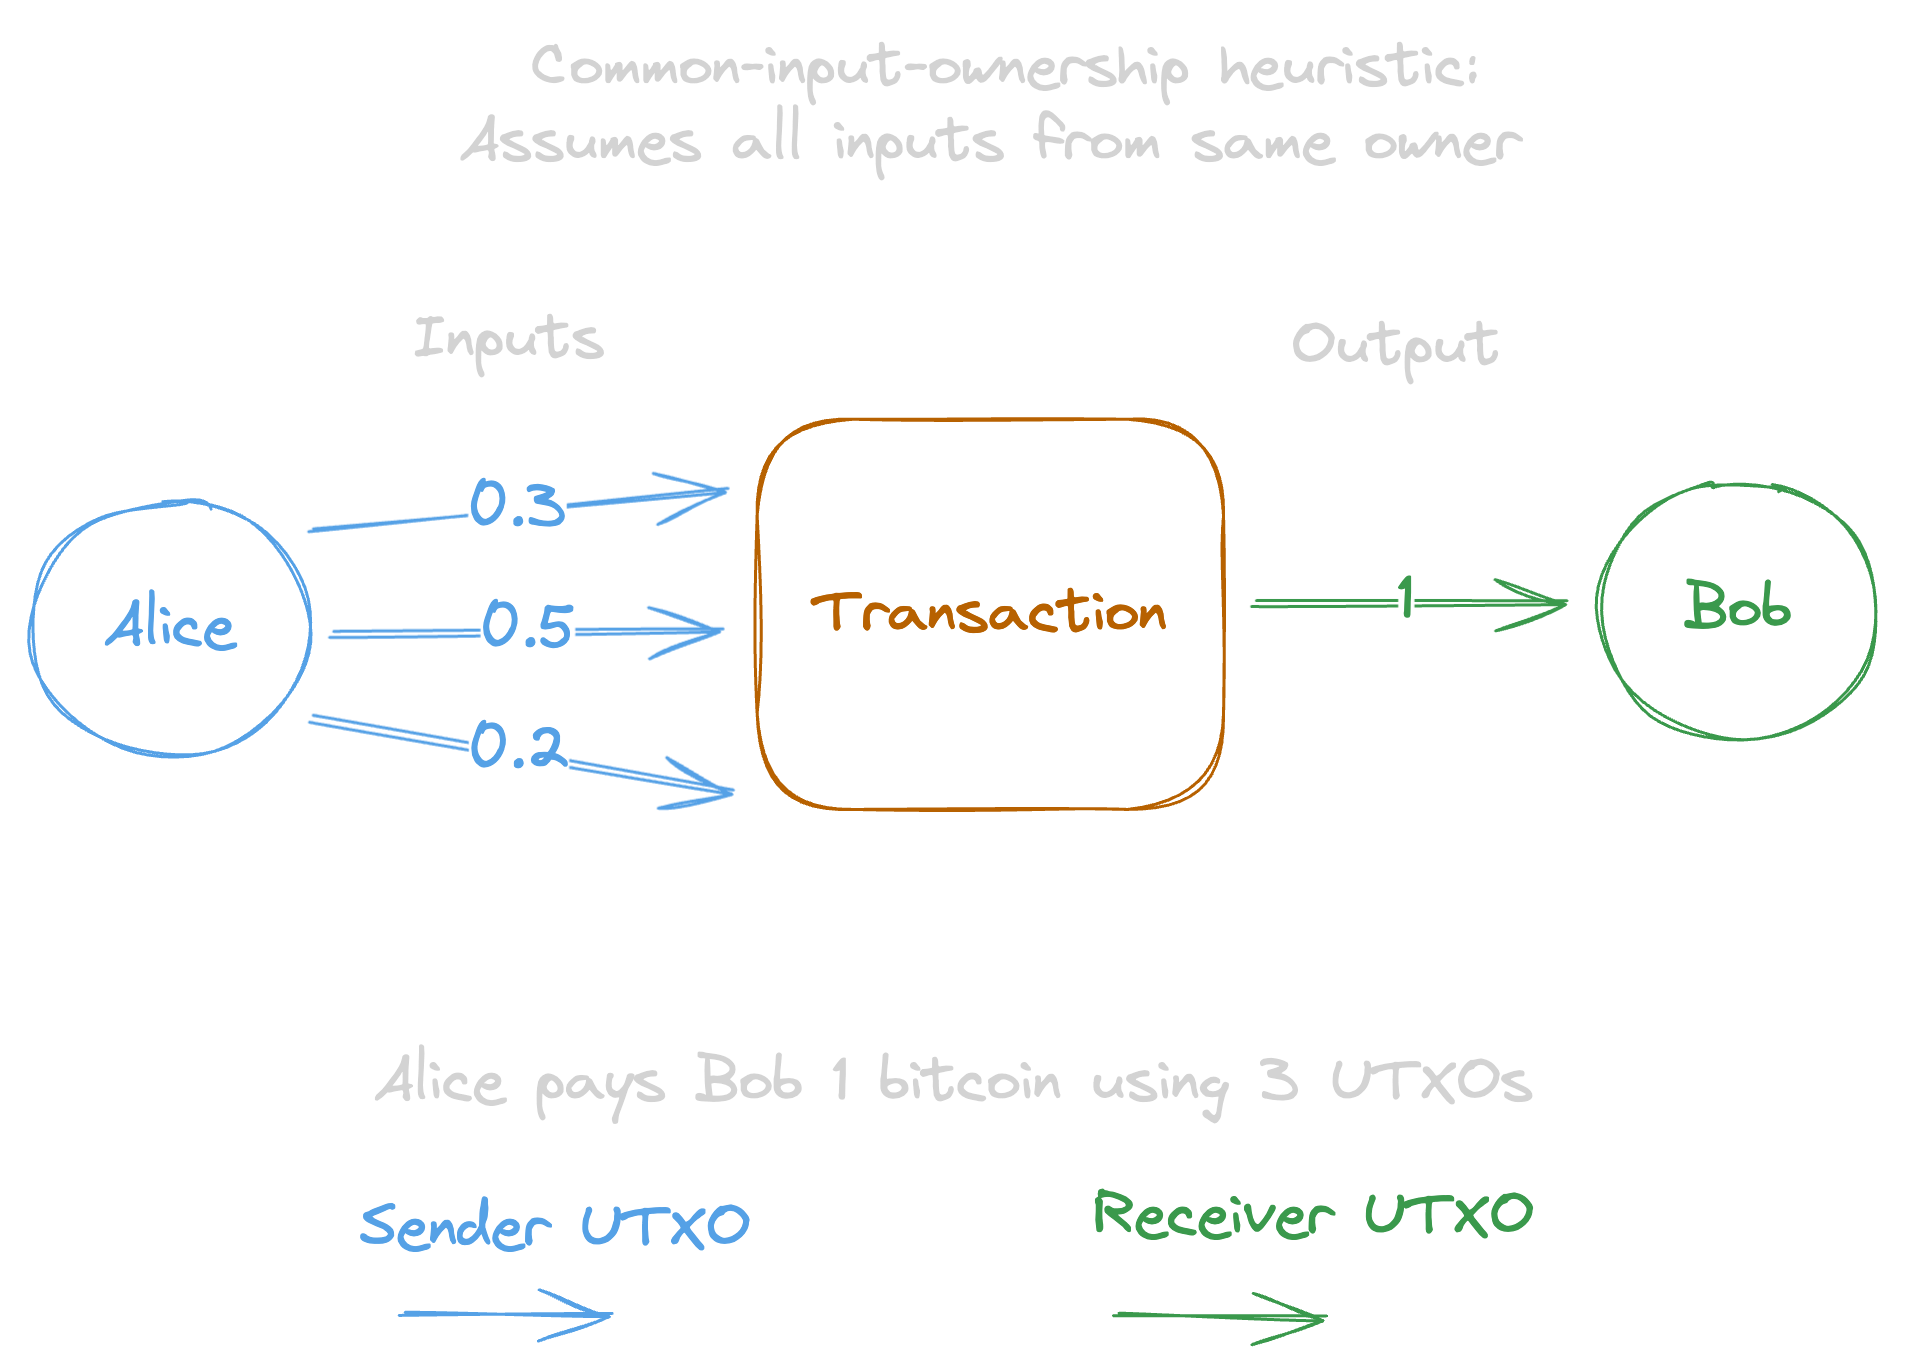 Common-input-ownership heuristic:
Assumes all inputs from same owner
Inputs
Output
0.3
Alice
0.5
Transaction
1
Bob
0.2
Alice pays Bob 1 bitcoin using 3 UTXOs
Sender UTXO
Receiver UTXO